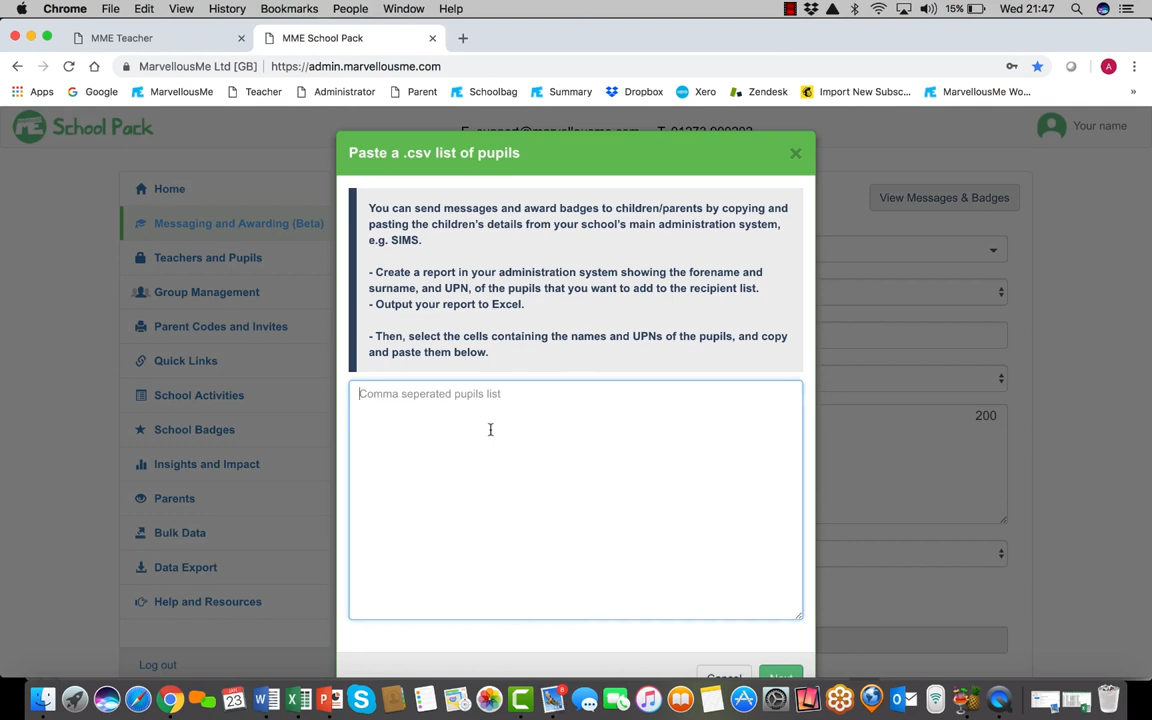 Chrome File Edit View History Bookmarks People Window Help 15% Wed 21:47
MME Teacher MME School Pack
MarvellousMe Ltd [GB] https://admin.marvellousme.com A
Apps Google MarvellousMe Teacher Administrator Parent Schoolbag Summary Dropbox Xero Zendesk Import New Subsc... MarvellousMe Wo... »
School Pack
Your name
Paste a .csv list of pupils
Home
View Messages & Badges
Messaging and Awarding (Beta)
Teachers and Pupils
Group Management
Parent Codes and Invites
Quick Links
School Activities
School Badges
Insights and Impact
Parents
Bulk Data
Data Export
Help and Resources
Log out
You can send messages and award badges to children/parents by copying and
pasting the children's details from your school's main administration system,
e.g. SIMS.
- Create a report in your administration system showing the forename and
surname, and UPN, of the pupils that you want to add to the recipient list.
- Output your report to Excel.
- Then, select the cells containing the names and UPNs of the pupils, and copy
and paste them below.
Comma seperated pupils list
200
Cancel Next